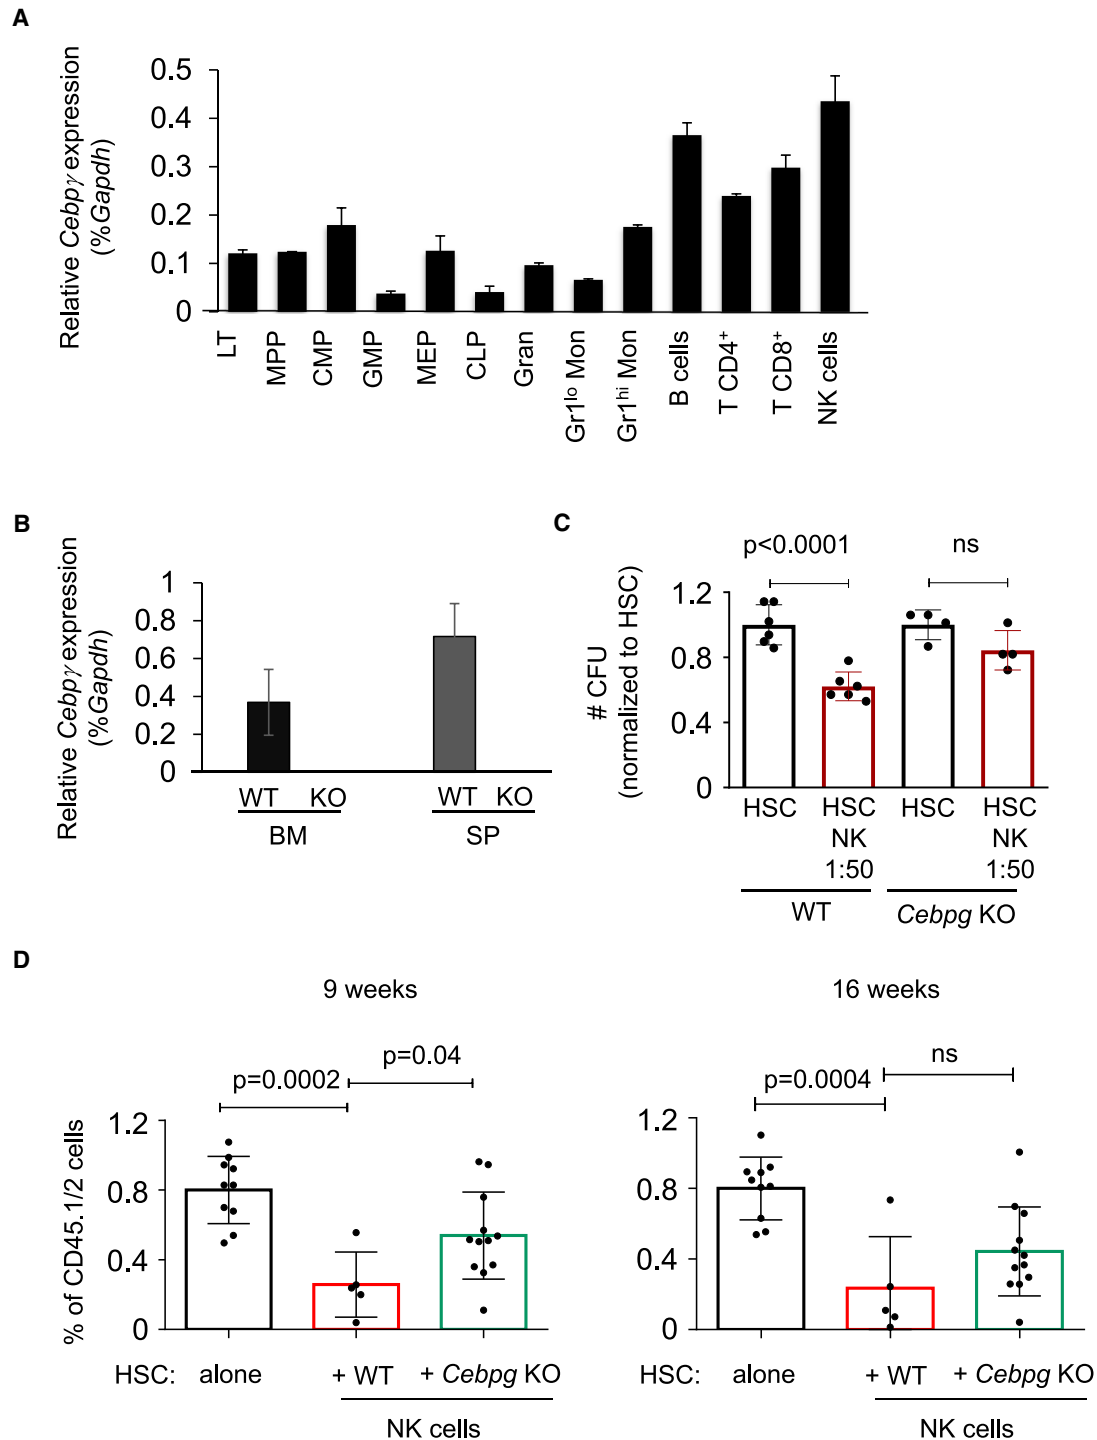 A
Relative Cebpγ expression
(%Gapdh)
0.5
0.4
0.3
0.2
0.1
0
LT
MPP
CMP
GMP
MEP
CLP
Gran
Gr1lo Mon
Gr1hi Mon
B cells
T CD4+
T CD8+
NK cells
B
Relative Cebpγ expression
(%Gapdh)
1
0.8
0.6
0.4
0.2
0
WT KO WT KO
BM SP
C
p<0.0001 ns
# CFU
(normalized to HSC)
1.2
0.8
0.4
0
HSC HSC HSC HSC
NK NK
1:50 1:50
WT Cebpg KO
D
9 weeks
p=0.04
p=0.0002
% of CD45.1/2 cells
1.2
0.8
0.4
0
HSC: alone + WT + Cebpg KO
NK cells
16 weeks
ns
p=0.0004
1.2
0.8
0.4
0
HSC: alone + WT + Cebpg KO
NK cells